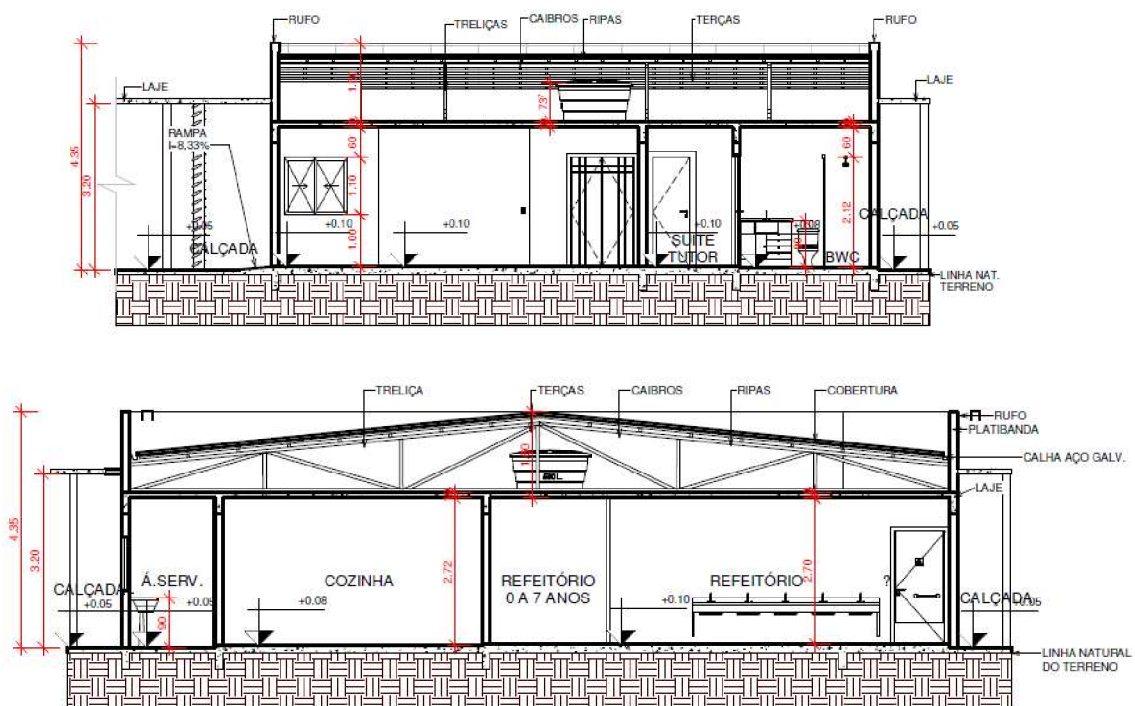 RUFO
TRELIÇAS
CAIBROS
RIPAS
TERÇAS
RUFO
LAJE
LAJE
RAMPA
I=8,33%
4,35
3,20
73
60
1,10
1,00
60
2,12
+0.05
+0.10
+0.10
+0.10
+0.05
CALÇADA
SUÍTE
TUTOR
BWC
CALÇADA
LINHA NAT.
TERRENO
TRELIÇA
TERÇAS
CAIBROS
RIPAS
COBERTURA
RUFO
PLATIBANDA
CALHA AÇO GALV.
LAJE
4,35
3,20
2,72
2,70
90
CALÇADA
Á.SERV.
COZINHA
REFEITÓRIO
0 A 7 ANOS
REFEITÓRIO
?
CALÇADA
+0.05
+0.05
+0.08
+0.10
+0.05
LINHA NATURAL
DO TERRENO